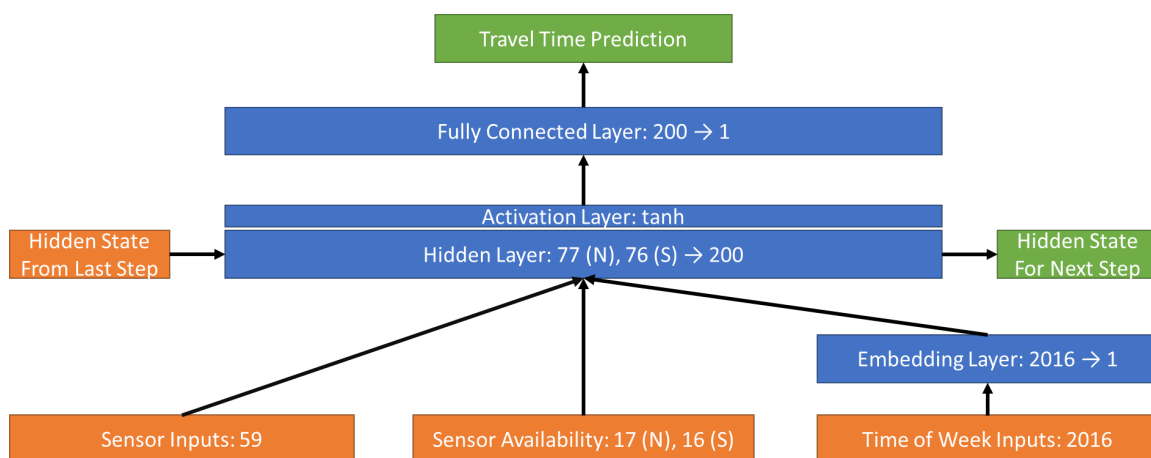 Travel Time Prediction
Fully Connected Layer: 200 → 1
Activation Layer: tanh
Hidden State
From Last Step
Hidden Layer: 77 (N), 76 (S) → 200
Hidden State
For Next Step
Embedding Layer: 2016 → 1
Sensor Inputs: 59
Sensor Availability: 17 (N), 16 (S)
Time of Week Inputs: 2016